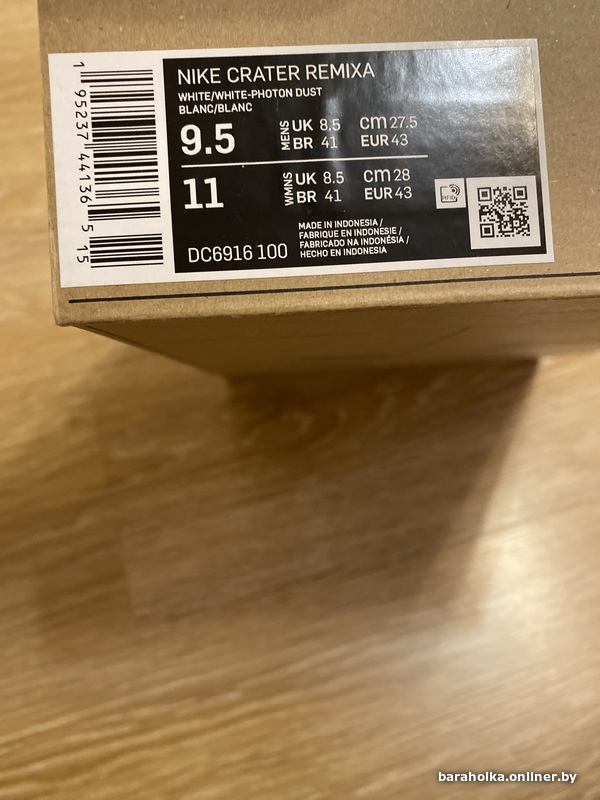 NIKE CRATER REMIXA
WHITE/WHITE-PHOTON DUST
BLANC/BLANC
9.5 MENS UK 8.5 cm 27.5
BR 41 EUR 43
11 WMNS UK 8.5 cm 28
BR 41 EUR 43
RFID
DC6916 100
MADE IN INDONESIA /
FABRIQUE EN INDONESIE /
FABRICADO NA INDONÉSIA /
HECHO EN INDONESIA
1 95237 44136 5 15
baraholka.onliner.by